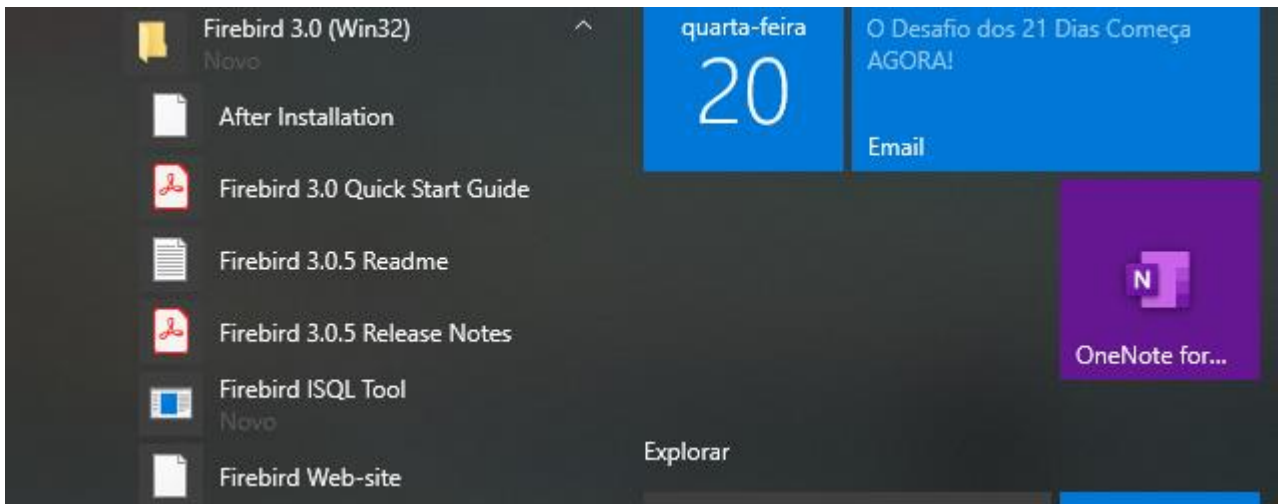 Firebird 3.0 (Win32)
Novo
After Installation
Firebird 3.0 Quick Start Guide
Firebird 3.0.5 Readme
Firebird 3.0.5 Release Notes
Firebird ISQL Tool
Novo
Firebird Web-site
quarta-feira
20
O Desafio dos 21 Dias Começa
AGORA!
Email
N
OneNote for...
Explorar